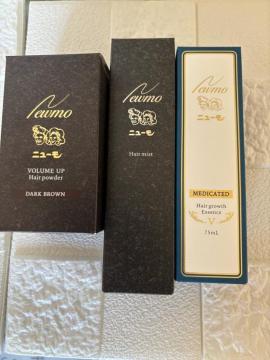 Newmo
ニューモ
VOLUME UP
Hair powder
DARK BROWN
Newmo
ニューモ
Hair mist
Newmo
ニューモ
MEDICATED
Hair growth
Essence
75mL